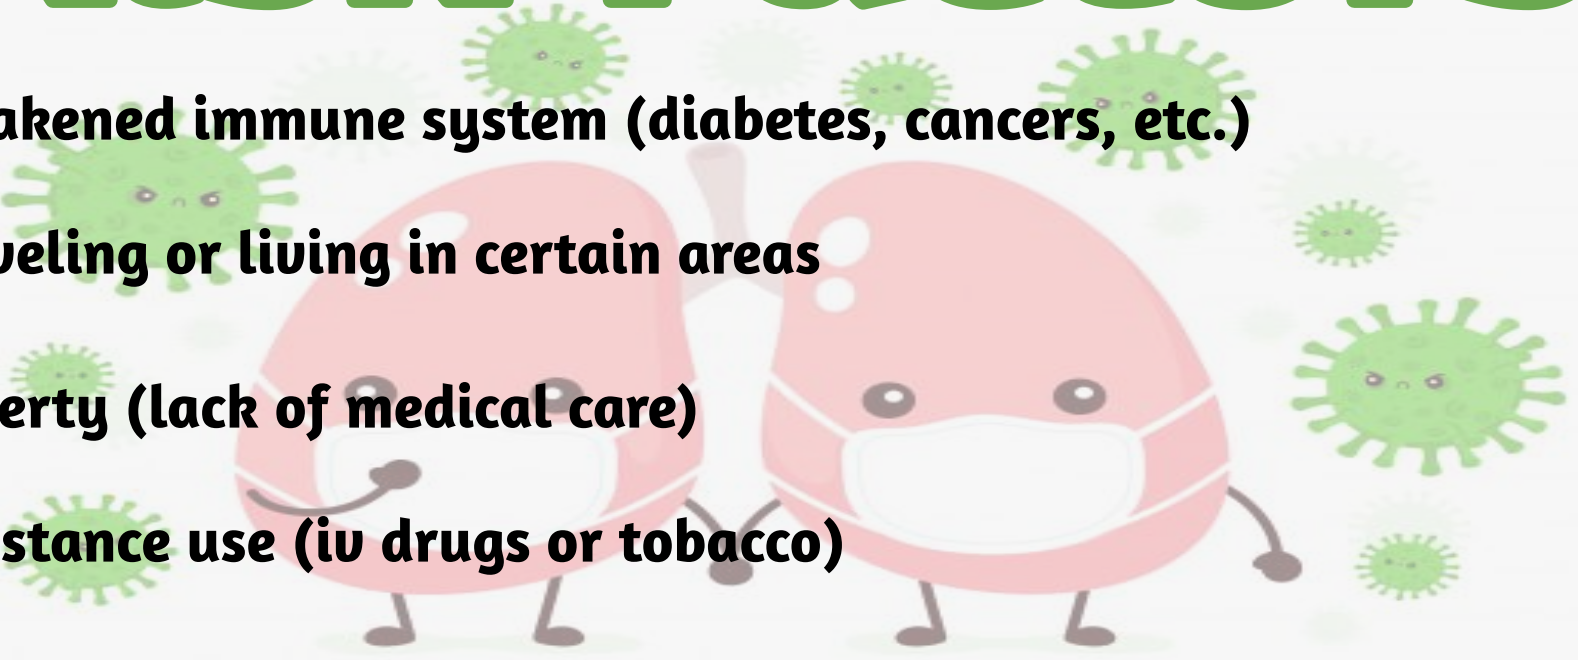 akened immune system (diabetes, cancers, etc.)
veling or living in certain areas
erty (lack of medical care)
stance use (iv drugs or tobacco)